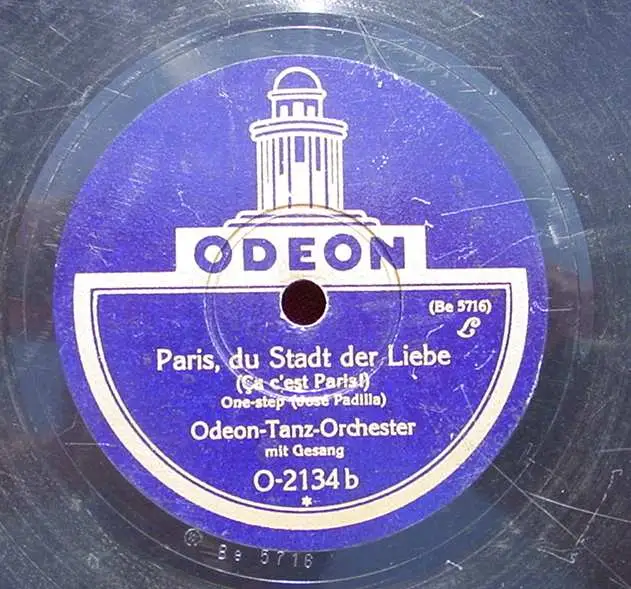 ODEON
(Be 5716)
L
Paris, du Stadt der Liebe
(Ça c'est Paris!)
One-step (José Padilla)
Odeon-Tanz-Orchester
mit Gesang
O-2134 b
*
Be 5716